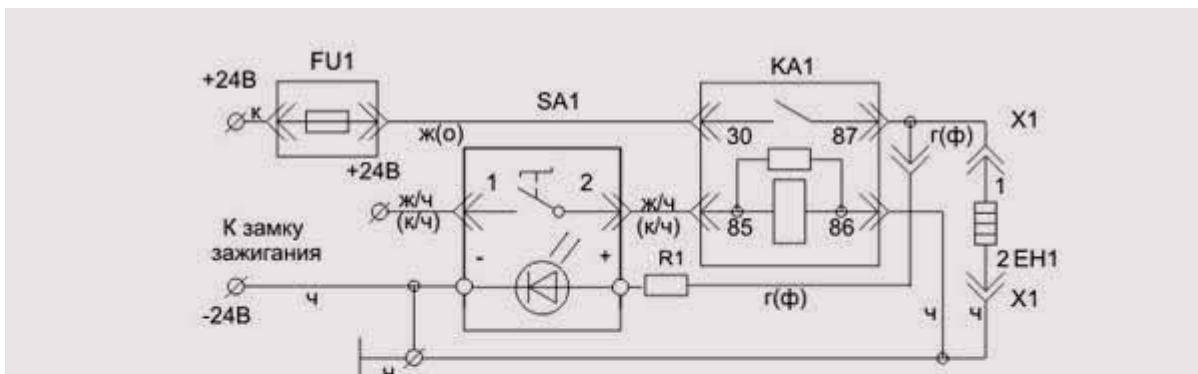 FU1
KA1
+24В
SA1
к
30
87
г(ф)
X1
ж(о)
+24В
1
2
1
ж/ч
(к/ч)
ж/ч
(к/ч)
85
86
К замку
зажигания
-
+
R1
2
EH1
ч
г(ф)
X1
-24В
ч
ч
ч